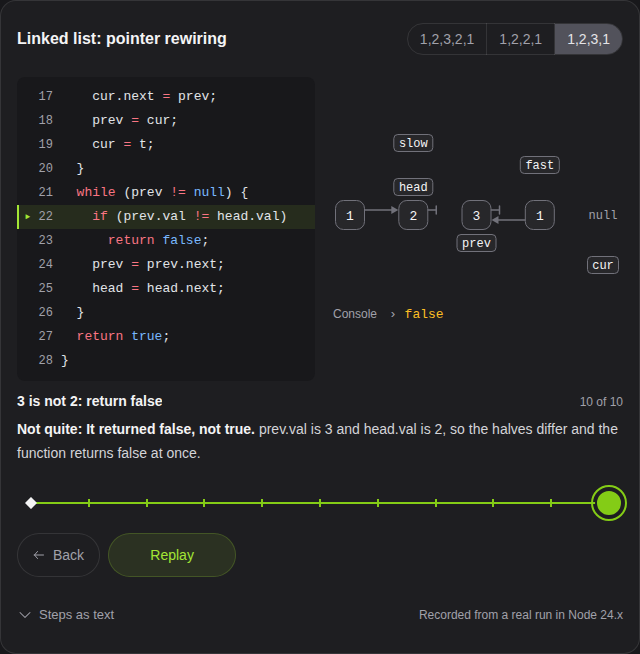 Linked list: pointer rewiring
1,2,3,2,1 1,2,2,1 1,2,3,1
17 cur.next = prev;
18 prev = cur;
19 cur = t;
20 }
21 while (prev != null) {
22 if (prev.val != head.val)
23 return false;
24 prev = prev.next;
25 head = head.next;
26 }
27 return true;
28 }
slow
fast
head
1 2 3 1 null
prev
cur
Console › false
3 is not 2: return false
10 of 10
Not quite: It returned false, not true. prev.val is 3 and head.val is 2, so the halves differ and the
function returns false at once.
← Back Replay
Steps as text
Recorded from a real run in Node 24.x